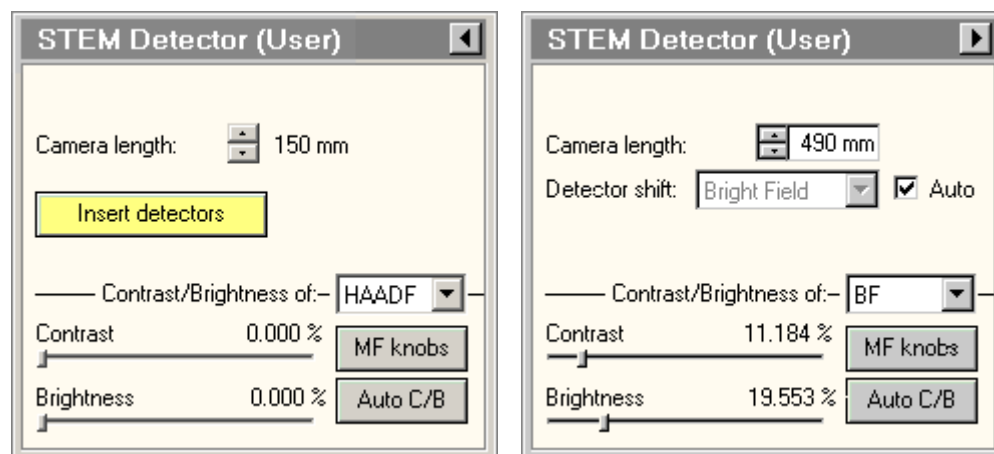 STEM Detector (User)
Camera length: 150 mm
Insert detectors
Contrast/Brightness of: HAADF
Contrast 0.000 % MF knobs
Brightness 0.000 % Auto C/B
STEM Detector (User)
Camera length: 490 mm
Detector shift: Bright Field Auto
Contrast/Brightness of: BF
Contrast 11.184 % MF knobs
Brightness 19.553 % Auto C/B